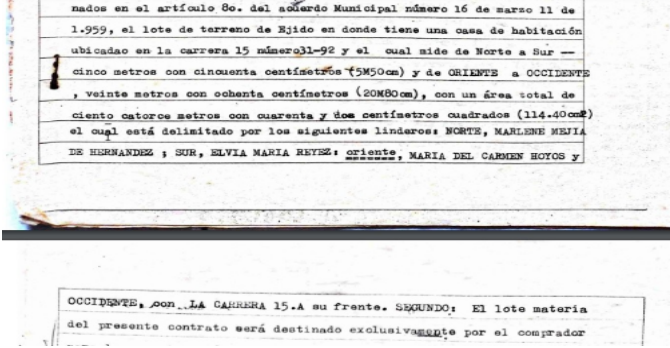 nados en el artículo 8o. del acuerdo Municipal número 16 de marzo 11 de
1.959, el lote de terreno de Ejido en donde tiene una casa de habitación
ubicadao en la carrera 15 número31-92 y el cual mide de Norte a Sur --
cinco metros con cincuenta centímetros (5M50cm) y de ORIENTE a OCCIDENTE
, veinte metros con ochenta centímetros (20M80cm), con un área total de
ciento catorce metros con cuarenta y dos centímetros cuadrados (114.40cm2)
el cual está delimitado por los siguientes linderos: NORTE, MARLENE MEJIA
DE HERNANDEZ ; SUR, ELVIA MARIA REYEZ: oriente, MARIA DEL CARMEN HOYOS y
OCCIDENTE, con LA CARRERA 15.A su frente. SEGUNDO: El lote materia
del presente contrato será destinado exclusivamente por el comprador